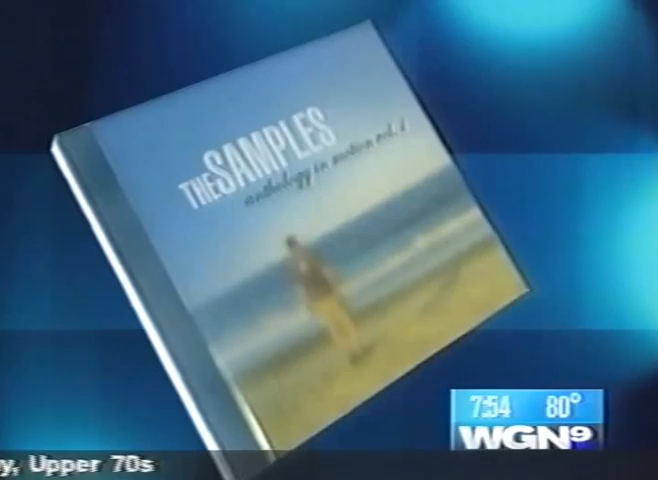 THE SAMPLES
anthology in motion vol. 1
7:54 80°
WGN9
y, Upper 70s